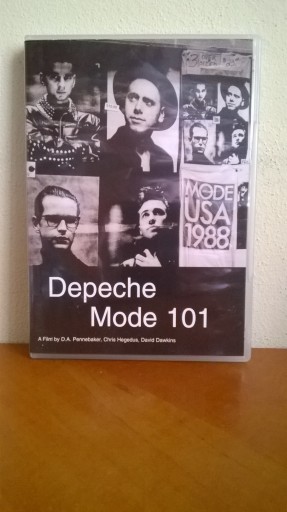 MODE
USA
1988
Depeche
Mode 101
A Film by D.A. Pennebaker, Chris Hegedus, David Dawkins